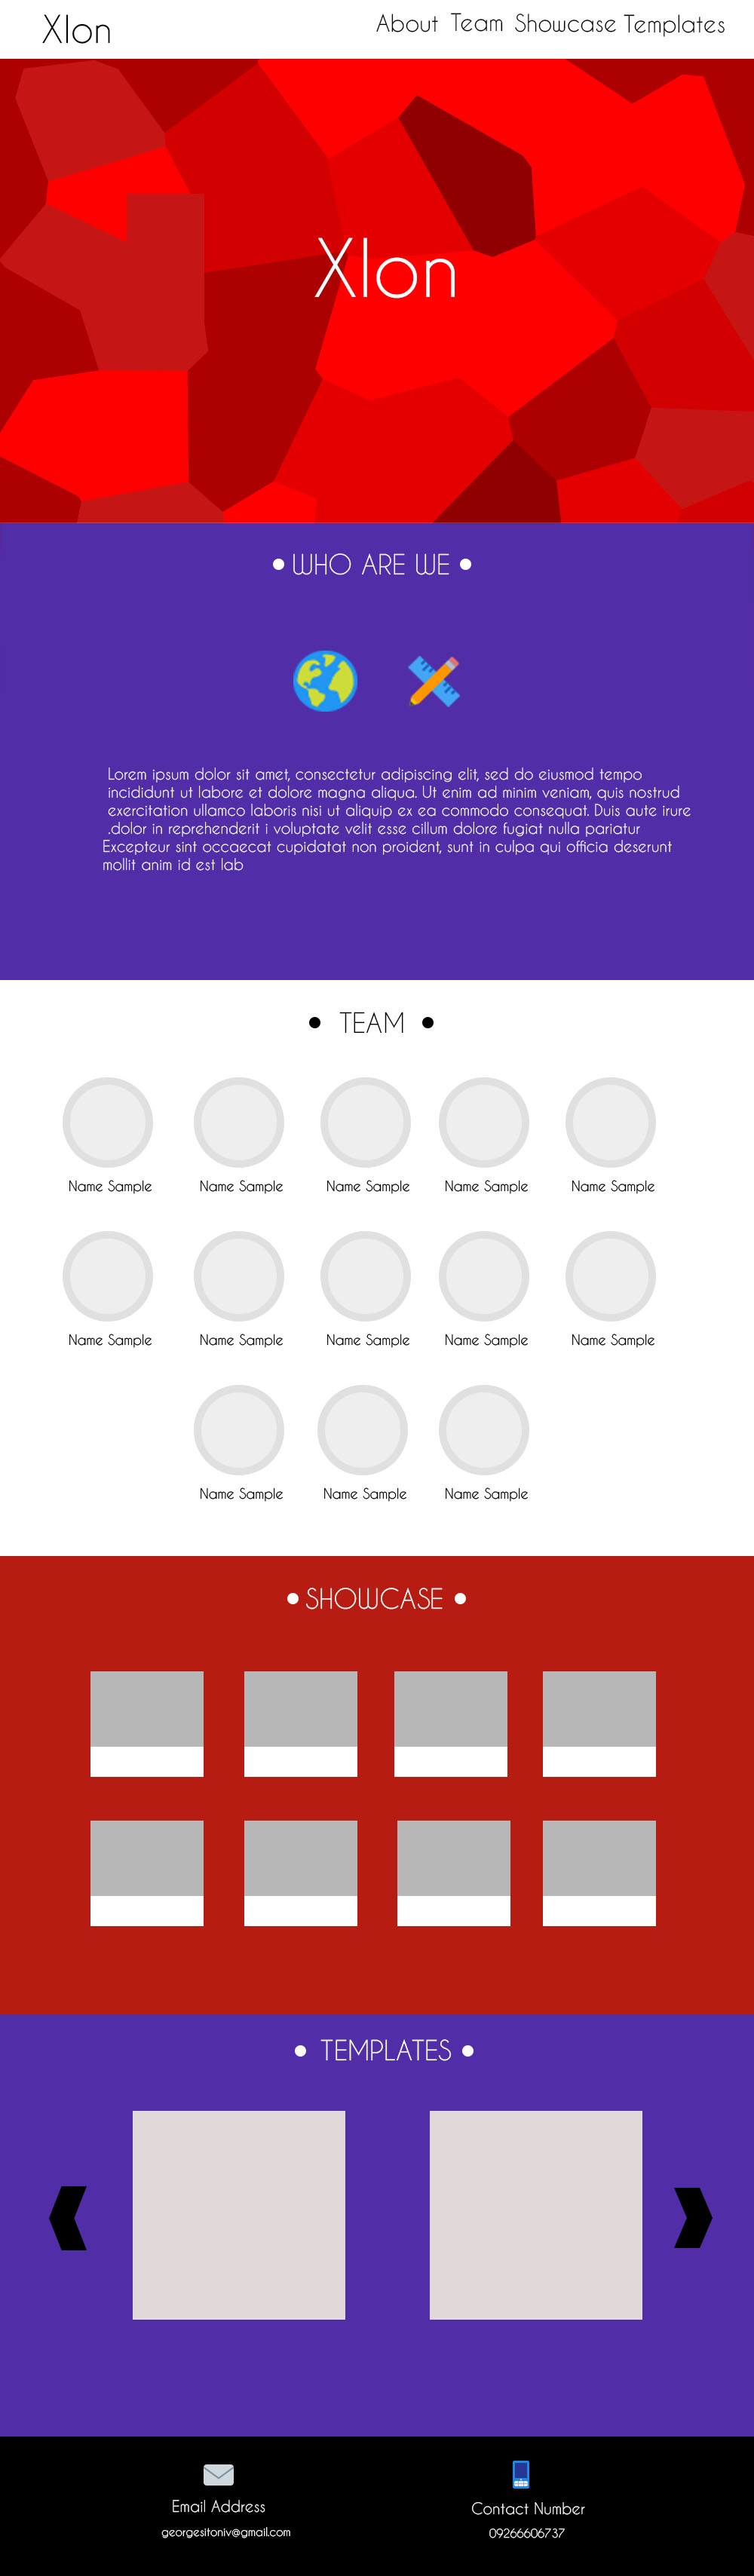 Xlon
About Team Showcase Templates
Xlon
• WHO ARE WE •
Lorem ipsum dolor sit amet, consectetur adipiscing elit, sed do eiusmod tempo
incididunt ut labore et dolore magna aliqua. Ut enim ad minim veniam, quis nostrud
exercitation ullamco laboris nisi ut aliquip ex ea commodo consequat. Duis aute irure
.dolor in reprehenderit i voluptate velit esse cillum dolore fugiat nulla pariatur
Excepteur sint occaecat cupidatat non proident, sunt in culpa qui officia deserunt
mollit anim id est lab
• TEAM •
Name Sample Name Sample Name Sample Name Sample Name Sample
Name Sample Name Sample Name Sample Name Sample Name Sample
Name Sample Name Sample Name Sample
• SHOWCASE •
• TEMPLATES •
Email Address
georgesitoniv@gmail.com
Contact Number
09266606737